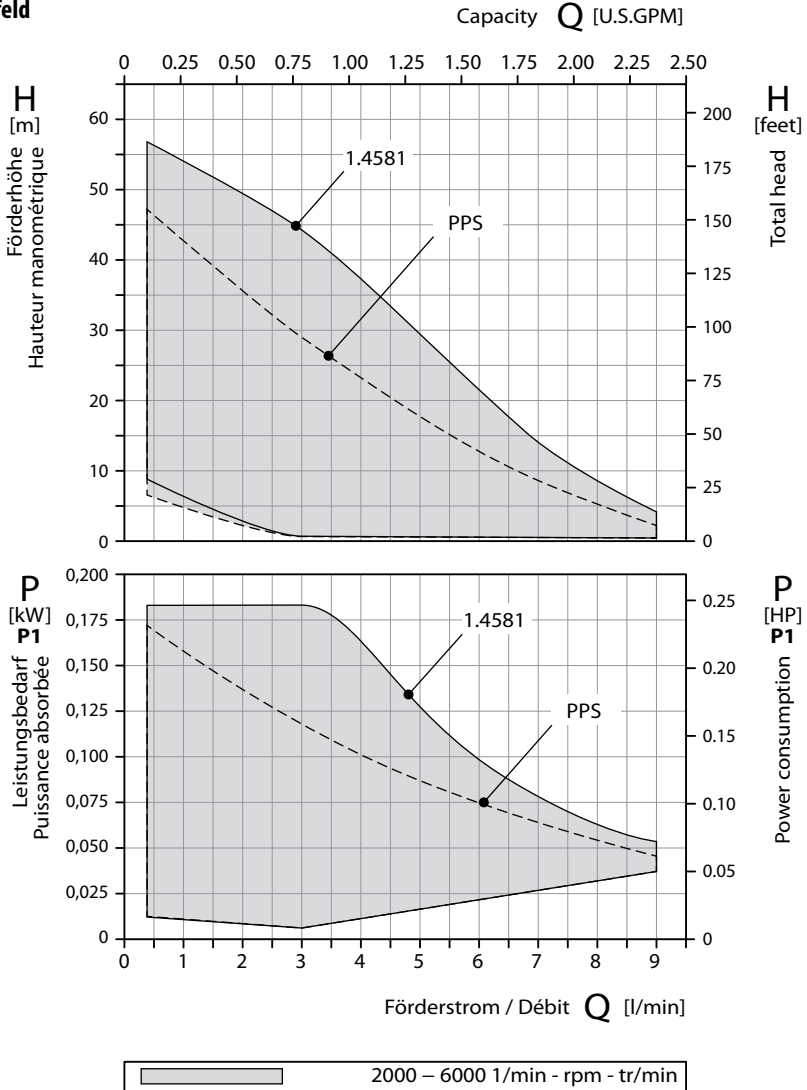 feld
Capacity Q [U.S.GPM]
0 0.25 0.50 0.75 1.00 1.25 1.50 1.75 2.00 2.25 2.50
H
[m]
Förderhöhe
Hauteur manométrique
60
50
40
30
20
10
0
1.4581
PPS
H
[feet]
Total head
200
175
150
125
100
75
50
25
0
P
[kW]
P1
Leistungsbedarf
Puissance absorbée
0,200
0,175
0,150
0,125
0,100
0,075
0,050
0,025
0
1.4581
PPS
P
[HP]
P1
Power consumption
0.25
0.20
0.15
0.10
0.05
0
0 1 2 3 4 5 6 7 8 9
Förderstrom / Débit Q [l/min]
2000 – 6000 1/min - rpm - tr/min